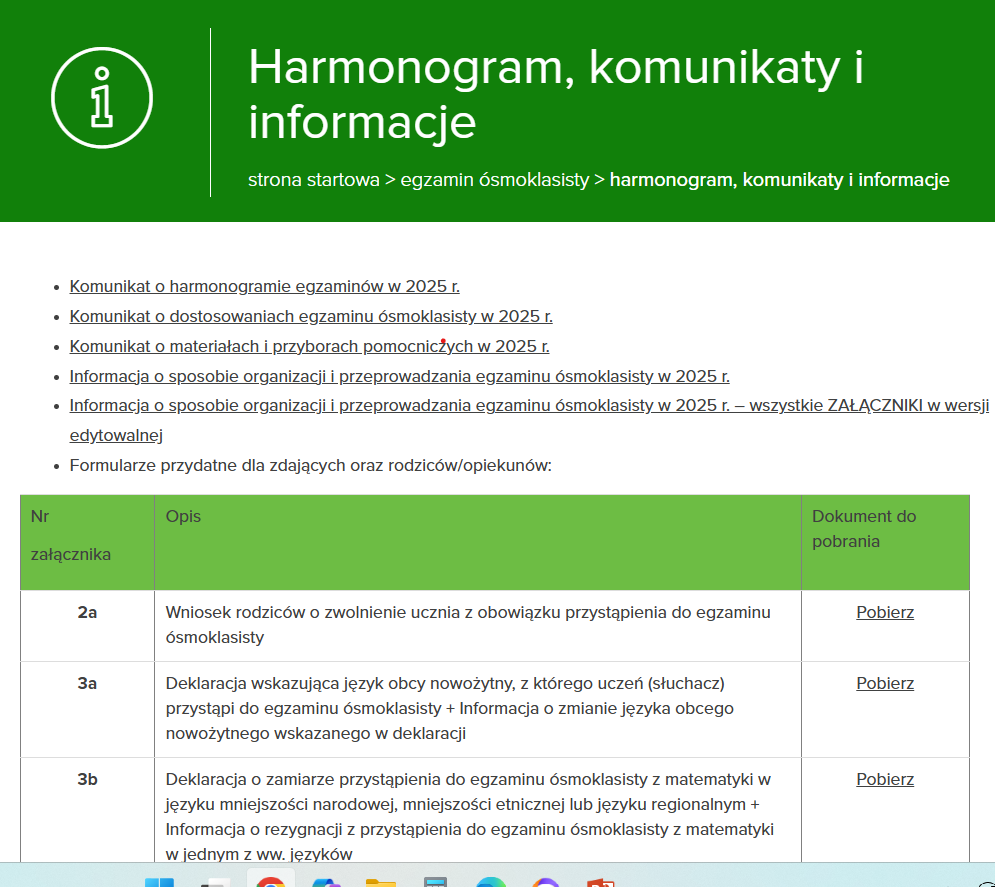 Harmonogram, komunikaty i
informacje
strona startowa > egzamin ósmoklasisty > harmonogram, komunikaty i informacje
Komunikat o harmonogramie egzaminów w 2025 r.
Komunikat o dostosowaniach egzaminu ósmoklasisty w 2025 r.
Komunikat o materiałach i przyborach pomocniczych w 2025 r.
Informacja o sposobie organizacji i przeprowadzania egzaminu ósmoklasisty w 2025 r.
Informacja o sposobie organizacji i przeprowadzania egzaminu ósmoklasisty w 2025 r. – wszystkie ZAŁĄCZNIKI w wersji
edytowalnej
Formularze przydatne dla zdających oraz rodziców/opiekunów:
Nr
załącznika
Opis
Dokument do
pobrania
2a
Wniosek rodziców o zwolnienie ucznia z obowiązku przystąpienia do egzaminu
ósmoklasisty
Pobierz
3a
Deklaracja wskazująca język obcy nowożytny, z którego uczeń (słuchacz)
przystąpi do egzaminu ósmoklasisty + Informacja o zmianie języka obcego
nowożytnego wskazanego w deklaracji
Pobierz
3b
Deklaracja o zamiarze przystąpienia do egzaminu ósmoklasisty z matematyki w
języku mniejszości narodowej, mniejszości etnicznej lub języku regionalnym +
Informacja o rezygnacji z przystąpienia do egzaminu ósmoklasisty z matematyki
w jednym z ww. języków
Pobierz